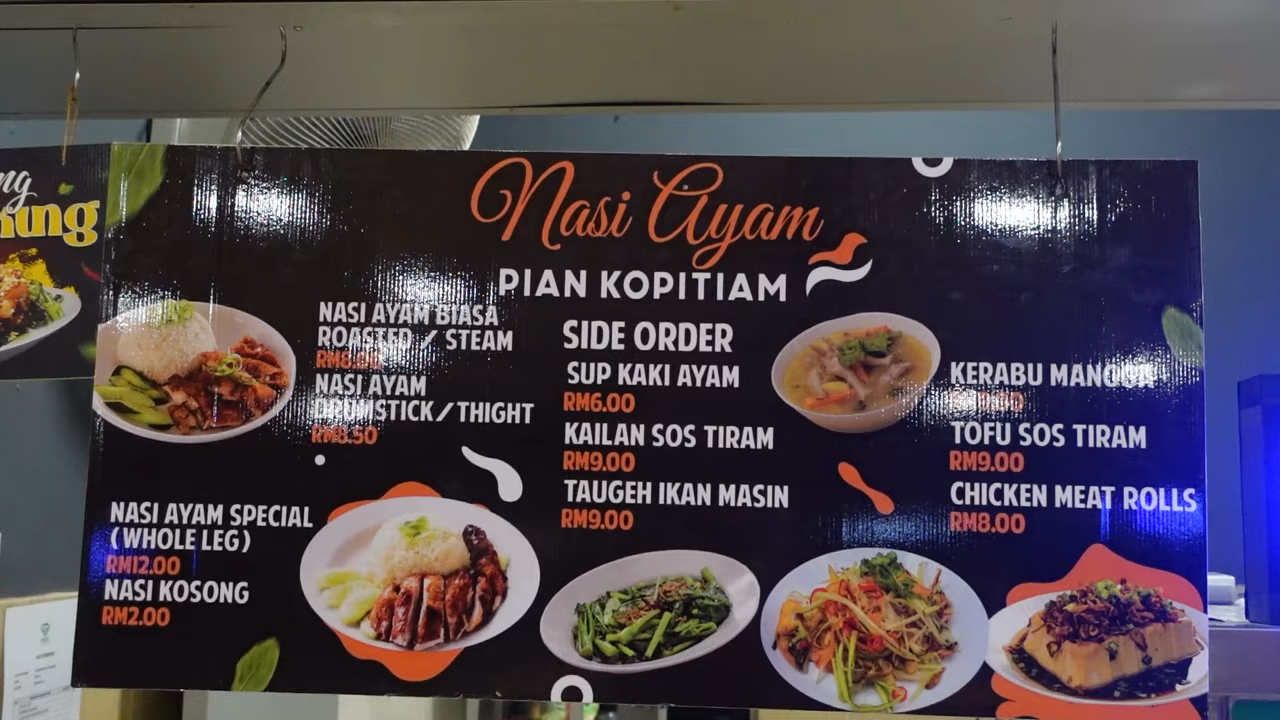 Nasi Ayam
PIAN KOPITIAM
NASI AYAM BIASA
ROASTED / STEAM
NASI AYAM
DRUMSTICK/THIGHT
RM8.50
NASI AYAM SPECIAL
(WHOLE LEG)
RM12.00
NASI KOSONG
RM2.00
SIDE ORDER
SUP KAKI AYAM
RM6.00
KAILAN SOS TIRAM
RM9.00
TAUGEH IKAN MASIN
RM9.00
KERABU MANGGA
TOFU SOS TIRAM
RM9.00
CHICKEN MEAT ROLLS
RM8.00